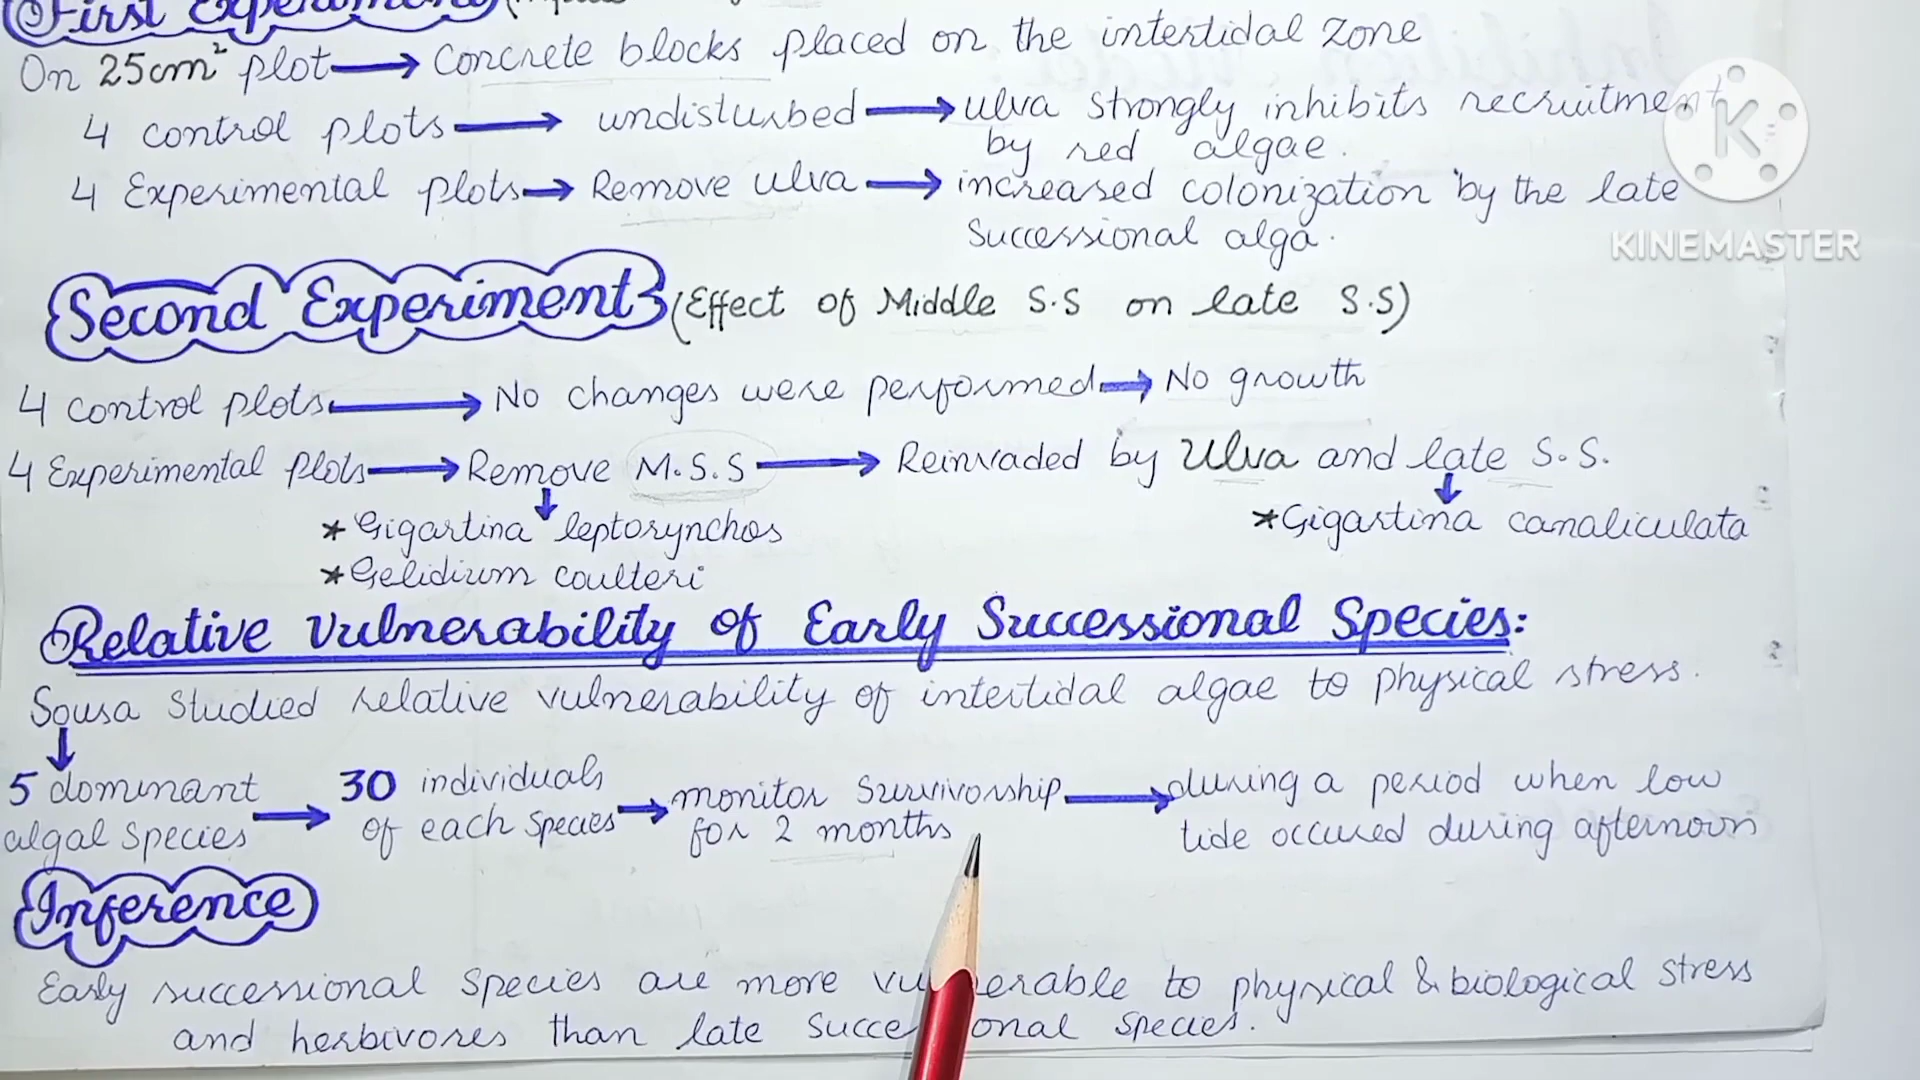 First Experiment
On 25cm² plot → Concrete blocks placed on the intertidal zone
4 control plots → undisturbed → ulva strongly inhibits recruitment
by red algae.
4 Experimental plots → Remove ulva → increased colonization by the late
Successional alga.
K
KINEMASTER
Second Experiment (Effect of Middle S.S on late S.S)
4 control plots → No changes were performed → No growth
4 Experimental plots → Remove M.S.S → Reinvaded by Ulva and late S.S.
* Gigartina leptorynchos
* Gigartina canaliculata
* Gelidium coulteri
Relative Vulnerability of Early Successional Species:
Sousa studied relative vulnerability of intertidal algae to physical stress.
5 dominant algal species → 30 individuals of each species → monitor Survivorship for 2 months → during a period when low tide occured during afternoon
Inference
Early successional species are more vu erable to physical & biological stress
and herbivores than late succe onal species.